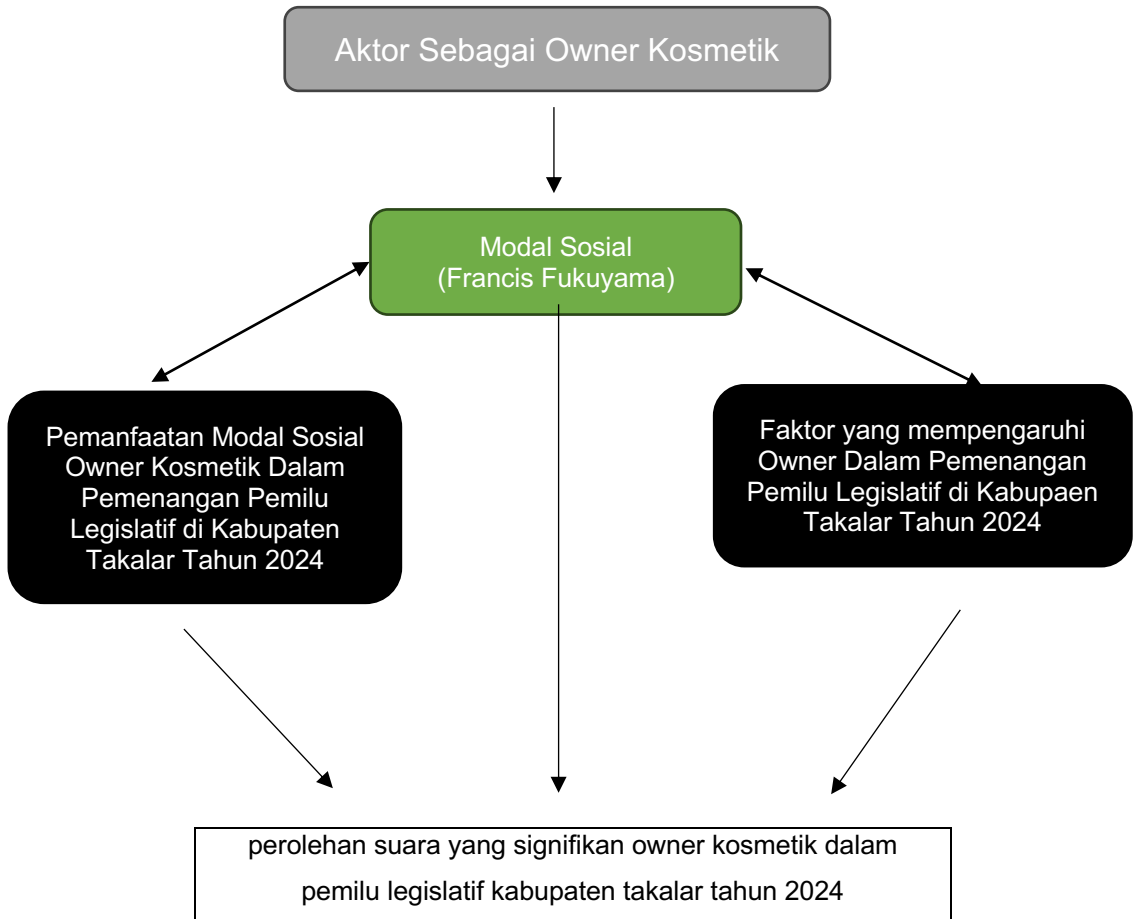 Aktor Sebagai Owner Kosmetik
Modal Sosial
(Francis Fukuyama)
Pemanfaatan Modal Sosial
Owner Kosmetik Dalam
Pemenangan Pemilu
Legislatif di Kabupaten
Takalar Tahun 2024
Faktor yang mempengaruhi
Owner Dalam Pemenangan
Pemilu Legislatif di Kabupaen
Takalar Tahun 2024
perolehan suara yang signifikan owner kosmetik dalam
pemilu legislatif kabupaten takalar tahun 2024